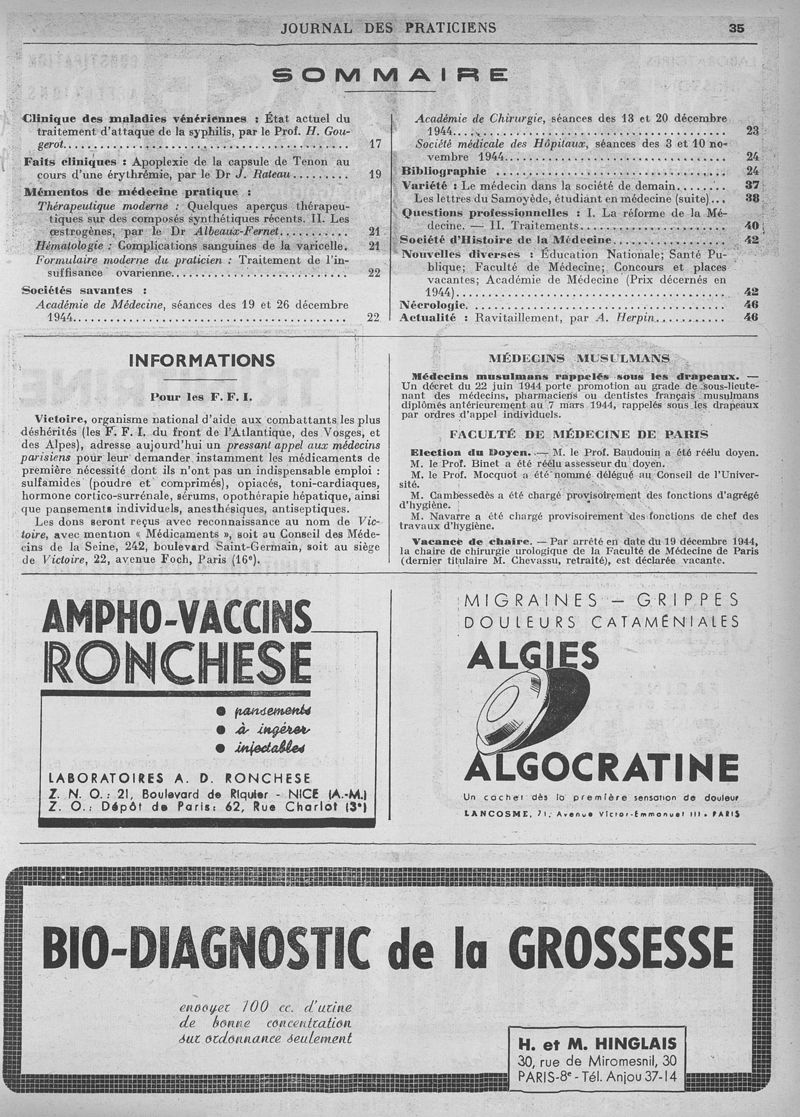 JOURNAL DES PRATICIENS 35
SOMMAIRE
Clinique des maladies vénériennes : État actuel du
traitement d'attaque de la syphilis, par le Prof. H. Gou-
gerot........ 17
Faits cliniques : Apoplexie de la capsule de Tenon au
cours d'une érythrémie, par le Dr J. Rateau......... 19
Mémentos de médecine pratique :
Thérapeutique moderne : Quelques aperçus thérapeu-
tiques sur des composés synthétiques récents. II. Les
œstrogènes, par le Dr Albeaux-Fernet........... 21
Hématologie : Complications sanguines de la varicelle. 21
Formulaire moderne du praticien : Traitement de l'in-
suffisance ovarienne........ 22
Sociétés savantes :
Académie de Médecine, séances des 19 et 26 décembre
1944........ 22
Académie de Chirurgie, séances des 13 et 20 décembre
1944........ 23
Société médicale des Hôpitaux, séances des 3 et 10 no-
vembre 1944........ 24
Bibliographie ........ 24
Variété : Le médecin dans la société de demain........ 37
Les lettres du Samoyède, étudiant en médecine (suite)... 38
Questions professionnelles : I. La réforme de la Mé-
decine. — II. Traitements........ 40
Société d'Histoire de la Médecine........ 42
Nouvelles diverses : Éducation Nationale; Santé Pu-
blique; Faculté de Médecine; Concours et places
vacantes; Académie de Médecine (Prix décernés en
1944)........ 42
Nécrologie........ 46
Actualité : Ravitaillement, par A. Herpin........... 46
INFORMATIONS
Pour les F. F. I.
Victoire, organisme national d'aide aux combattants les plus
déshérités (les F. F. I. du front de l'Atlantique, des Vosges, et
des Alpes), adresse aujourd'hui un pressant appel aux médecins
parisiens pour leur demander instamment les médicaments de
première nécessité dont ils n'ont pas un indispensable emploi :
sulfamides (poudre et comprimés), opiacés, toni-cardiaques,
hormone cortico-surrénale, sérums, opothérapie hépatique, ainsi
que pansements individuels, anesthésiques, antiseptiques.
Les dons seront reçus avec reconnaissance au nom de Vic-
toire, avec mention « Médicaments », soit au Conseil des Méde-
cins de la Seine, 242, boulevard Saint-Germain, soit au siège
de Victoire, 22, avenue Foch, Paris (16e).
MÉDECINS MUSULMANS
Médecins musulmans rappelés sous les drapeaux. —
Un décret du 22 juin 1944 porte promotion au grade de sous-lieute-
nant des médecins, pharmaciens ou dentistes français musulmans
diplômés antérieurement au 7 mars 1944, rappelés sous les drapeaux
par ordres d'appel individuels.
FACULTÉ DE MÉDECINE DE PARIS
Election du Doyen. — M. le Prof. Baudouin a été réélu doyen.
M. le Prof. Binet a été réélu assesseur du doyen.
M. le Prof. Mocquot a été nommé délégué au Conseil de l'Univer-
sité.
M. Cambessedès a été chargé provisoirement des fonctions d'agrégé
d'hygiène.
M. Navarre a été chargé provisoirement des fonctions de chef des
travaux d'hygiène.
Vacance de chaire. — Par arrêté en date du 19 décembre 1944,
la chaire de chirurgie urologique de la Faculté de Médecine de Paris
(dernier titulaire M. Chevassu, retraité), est déclarée vacante.
AMPHO-VACCINS
RONCHESE
● pansements
● à ingérer
● injectables
LABORATOIRES A. D. RONCHESE
Z. N. O. : 21, Boulevard de Riquier - NICE (A.-M.)
Z. O. : Dépôt de Paris : 62, Rue Charlot (3e)
MIGRAINES — GRIPPES
DOULEURS CATAMÉNIALES
ALGIES
ALGOCRATINE
Un cachet dès la première sensation de douleur
LANCOSME, 71, Avenue Victor-Emmanuel III - PARIS
BIO-DIAGNOSTIC de la GROSSESSE
envoyer 100 cc. d'urine
de bonne concentration
sur ordonnance seulement
H. et M. HINGLAIS
30, rue de Miromesnil, 30
PARIS-8e - Tél. Anjou 37-14